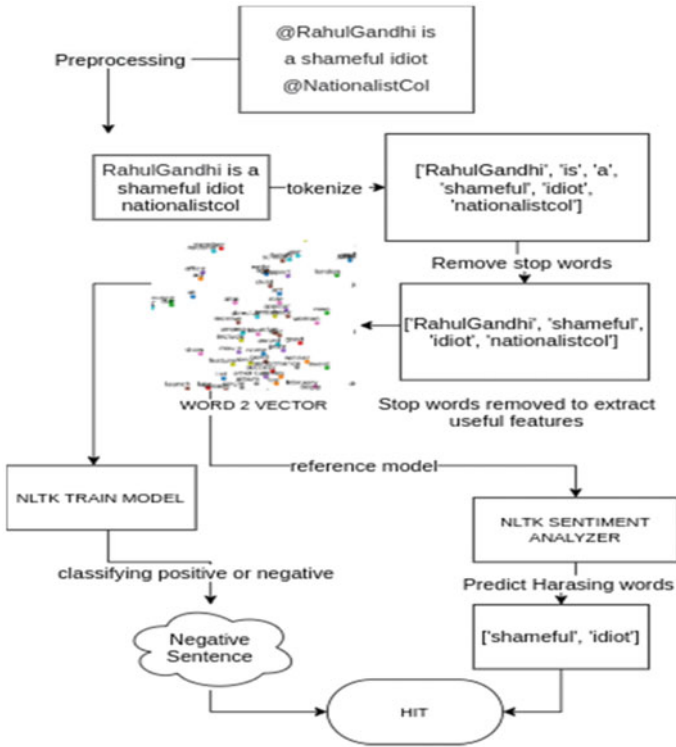 @RahulGandhi is
a shameful idiot
@NationalistCol
Preprocessing
RahulGandhi is a
shameful idiot
nationalistcol
tokenize
['RahulGandhi', 'is', 'a',
'shameful', 'idiot',
'nationalistcol']
Remove stop words
['RahulGandhi', 'shameful',
'idiot', 'nationalistcol']
WORD 2 VECTOR
Stop words removed to extract
useful features
reference model
NLTK TRAIN MODEL
NLTK SENTIMENT
ANALYZER
classifying positive or negative
Predict Harasing words
Negative
Sentence
['shameful', 'idiot']
HIT